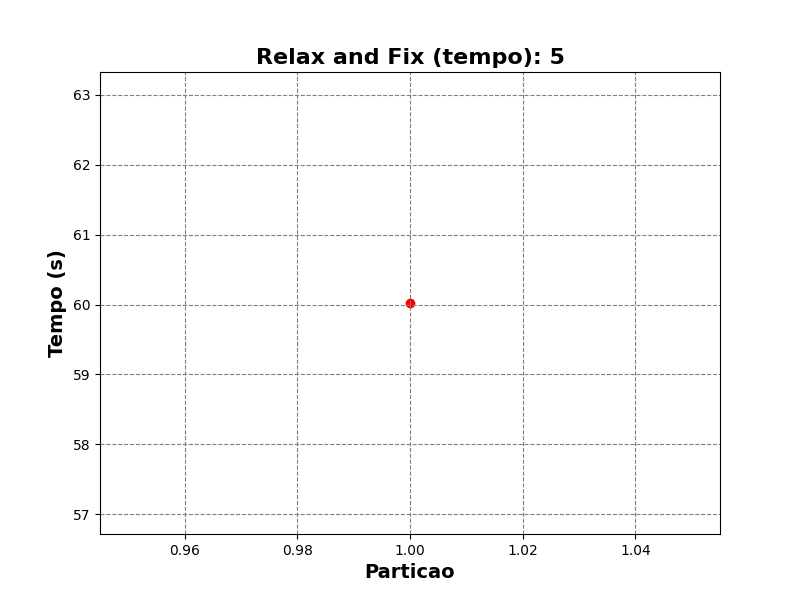 Relax and Fix (tempo): 5
63
62
61
60
59
58
57
Tempo (s)
0.96 0.98 1.00 1.02 1.04
Particao